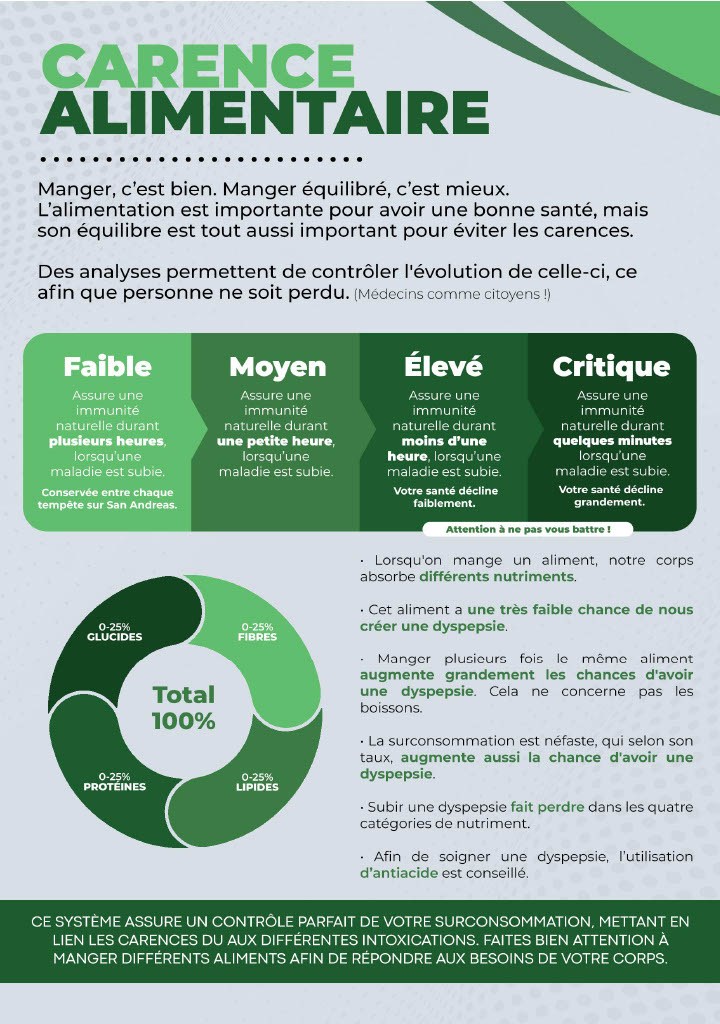 CARENCE
ALIMENTAIRE
Manger, c'est bien. Manger équilibré, c'est mieux.
L'alimentation est importante pour avoir une bonne santé, mais
son équilibre est tout aussi important pour éviter les carences.
Des analyses permettent de contrôler l'évolution de celle-ci, ce
afin que personne ne soit perdu. (Médecins comme citoyens !)
Faible
Assure une
immunité
naturelle durant
plusieurs heures,
lorsqu'une
maladie est subie.
Conservée entre chaque
tempête sur San Andreas.
Moyen
Assure une
immunité
naturelle durant
une petite heure,
lorsqu'une
maladie est subie.
Élevé
Assure une
immunité
naturelle durant
moins d'une
heure, lorsqu'une
maladie est subie.
Votre santé décline
faiblement.
Critique
Assure une
immunité
naturelle durant
quelques minutes
lorsqu'une
maladie est subie.
Votre santé décline
grandement.
Attention à ne pas vous battre !
0-25%
GLUCIDES
0-25%
FIBRES
Total
100%
0-25%
PROTÉINES
0-25%
LIPIDES
· Lorsqu'on mange un aliment, notre corps
absorbe différents nutriments.
· Cet aliment a une très faible chance de nous
créer une dyspepsie.
· Manger plusieurs fois le même aliment
augmente grandement les chances d'avoir
une dyspepsie. Cela ne concerne pas les
boissons.
· La surconsommation est néfaste, qui selon son
taux, augmente aussi la chance d'avoir une
dyspepsie.
· Subir une dyspepsie fait perdre dans les quatre
catégories de nutriment.
· Afin de soigner une dyspepsie, l'utilisation
d'antiacide est conseillé.
CE SYSTÈME ASSURE UN CONTRÔLE PARFAIT DE VOTRE SURCONSOMMATION, METTANT EN
LIEN LES CARENCES DU AUX DIFFÉRENTES INTOXICATIONS. FAITES BIEN ATTENTION À
MANGER DIFFÉRENTS ALIMENTS AFIN DE RÉPONDRE AUX BESOINS DE VOTRE CORPS.